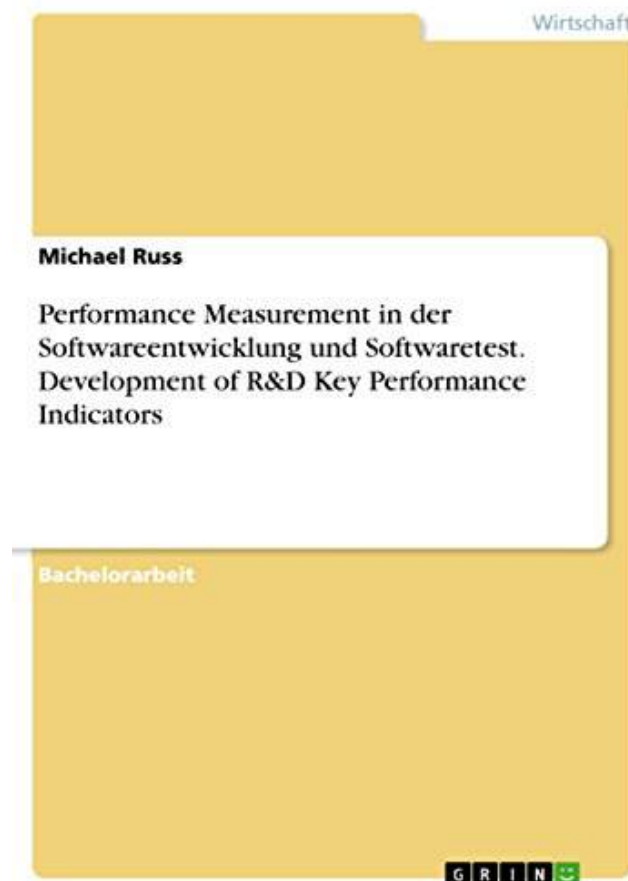 Wirtschaft
Michael Russ
Performance Measurement in der
Softwareentwicklung und Softwaretest.
Development of R&D Key Performance
Indicators
Bachelorarbeit
GRIN